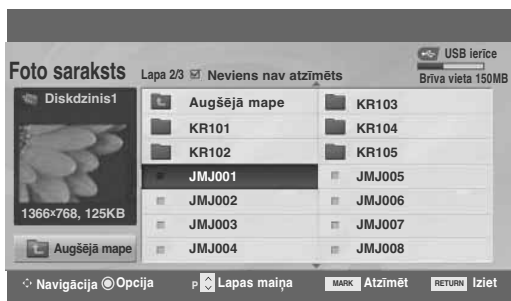 USB ierīce
Foto saraksts
Lapa 2/3 Neviens nav atzīmēts
Brīva vieta 150MB
Diskdzinis1
1366×768, 125KB
Augšējā mape
Augšējā mape
KR101
KR102
JMJ001
JMJ002
JMJ003
JMJ004
KR103
KR104
KR105
JMJ005
JMJ006
JMJ007
JMJ008
Navigācija Opcija P Lapas maiņa MARK Atzīmēt RETURN Iziet